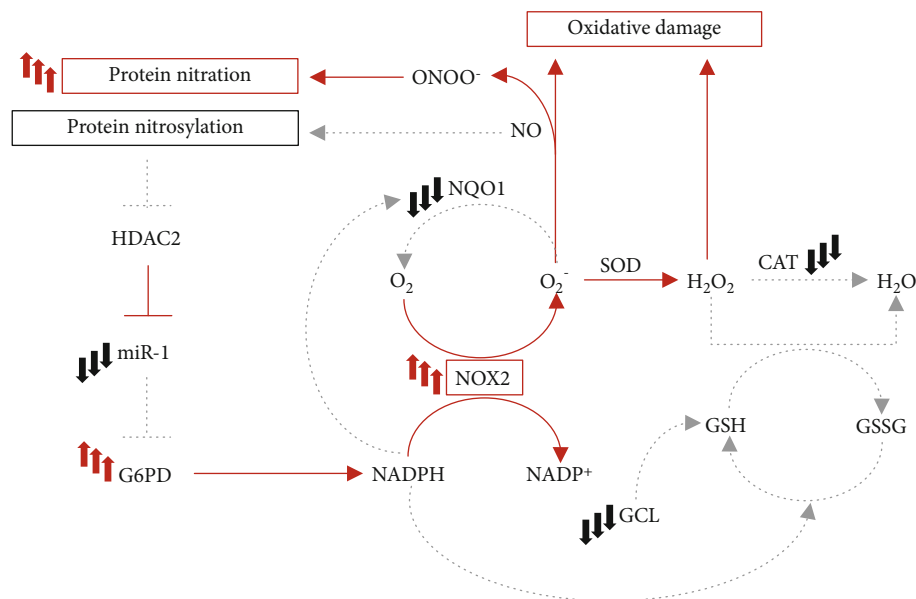 Oxidative damage
Protein nitration
ONOO⁻
Protein nitrosylation
NO
NQO1
HDAC2
O₂
O₂⁻
SOD
H₂O₂
CAT
H₂O
miR-1
NOX2
GSH
GSSG
G6PD
NADPH
NADP⁺
GCL